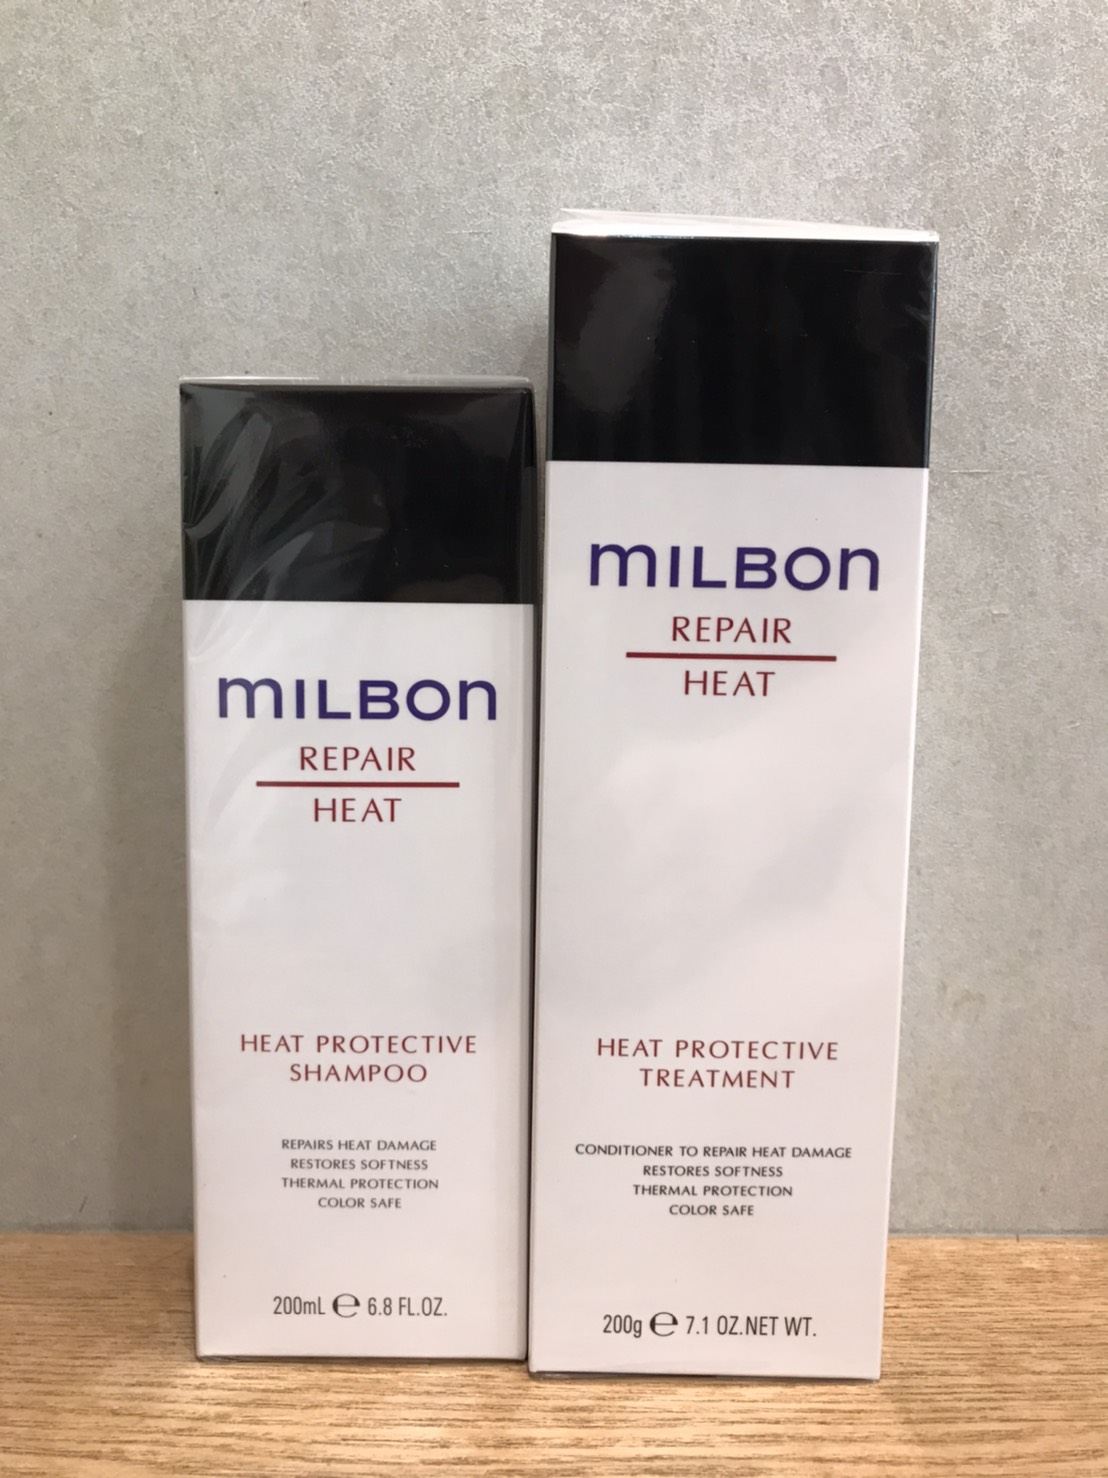 mILBON
REPAIR
HEAT
HEAT PROTECTIVE
SHAMPOO
REPAIRS HEAT DAMAGE
RESTORES SOFTNESS
THERMAL PROTECTION
COLOR SAFE
200mL ℮ 6.8 FL.OZ.
mILBON
REPAIR
HEAT
HEAT PROTECTIVE
TREATMENT
CONDITIONER TO REPAIR HEAT DAMAGE
RESTORES SOFTNESS
THERMAL PROTECTION
COLOR SAFE
200g ℮ 7.1 OZ.NET WT.